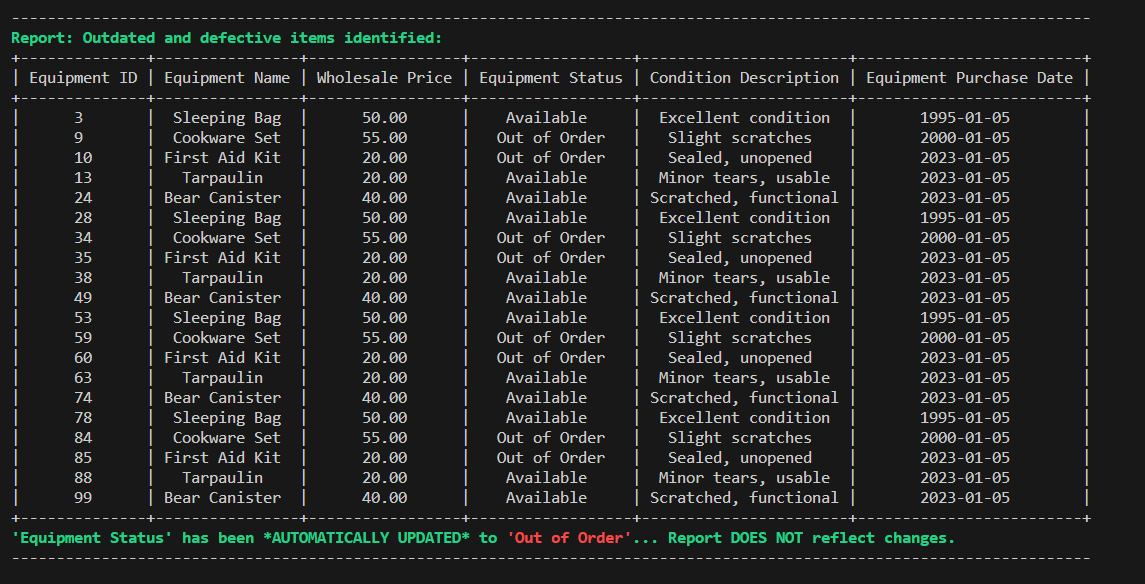 Report: Outdated and defective items identified:
| Equipment ID | Equipment Name | Wholesale Price | Equipment Status | Condition Description | Equipment Purchase Date |
| 3 | Sleeping Bag | 50.00 | Available | Excellent condition | 1995-01-05 |
| 9 | Cookware Set | 55.00 | Out of Order | Slight scratches | 2000-01-05 |
| 10 | First Aid Kit | 20.00 | Out of Order | Sealed, unopened | 2023-01-05 |
| 13 | Tarpaulin | 20.00 | Available | Minor tears, usable | 2023-01-05 |
| 24 | Bear Canister | 40.00 | Available | Scratched, functional | 2023-01-05 |
| 28 | Sleeping Bag | 50.00 | Available | Excellent condition | 1995-01-05 |
| 34 | Cookware Set | 55.00 | Out of Order | Slight scratches | 2000-01-05 |
| 35 | First Aid Kit | 20.00 | Out of Order | Sealed, unopened | 2023-01-05 |
| 38 | Tarpaulin | 20.00 | Available | Minor tears, usable | 2023-01-05 |
| 49 | Bear Canister | 40.00 | Available | Scratched, functional | 2023-01-05 |
| 53 | Sleeping Bag | 50.00 | Available | Excellent condition | 1995-01-05 |
| 59 | Cookware Set | 55.00 | Out of Order | Slight scratches | 2000-01-05 |
| 60 | First Aid Kit | 20.00 | Out of Order | Sealed, unopened | 2023-01-05 |
| 63 | Tarpaulin | 20.00 | Available | Minor tears, usable | 2023-01-05 |
| 74 | Bear Canister | 40.00 | Available | Scratched, functional | 2023-01-05 |
| 78 | Sleeping Bag | 50.00 | Available | Excellent condition | 1995-01-05 |
| 84 | Cookware Set | 55.00 | Out of Order | Slight scratches | 2000-01-05 |
| 85 | First Aid Kit | 20.00 | Out of Order | Sealed, unopened | 2023-01-05 |
| 88 | Tarpaulin | 20.00 | Available | Minor tears, usable | 2023-01-05 |
| 99 | Bear Canister | 40.00 | Available | Scratched, functional | 2023-01-05 |
'Equipment Status' has been *AUTOMATICALLY UPDATED* to 'Out of Order'... Report DOES NOT reflect changes.